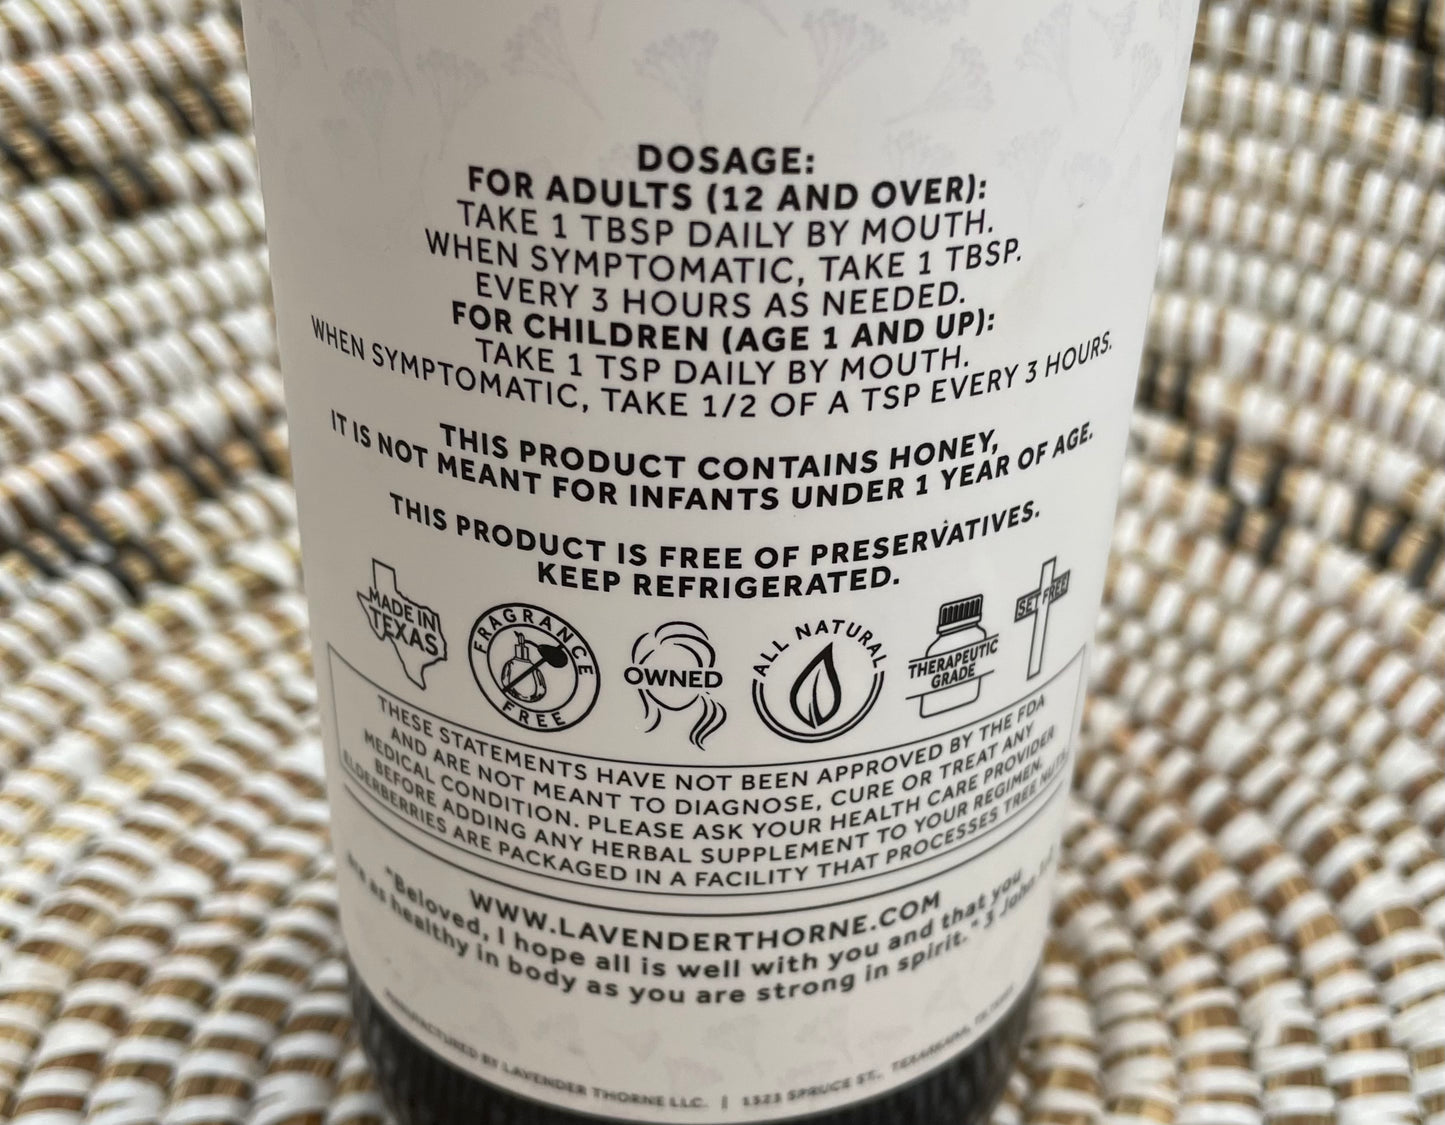 DOSAGE:
FOR ADULTS (12 AND OVER):
TAKE 1 TBSP DAILY BY MOUTH.
WHEN SYMPTOMATIC, TAKE 1 TBSP.
EVERY 3 HOURS AS NEEDED.
FOR CHILDREN (AGE 1 AND UP):
TAKE 1 TSP DAILY BY MOUTH.
WHEN SYMPTOMATIC, TAKE 1/2 OF A TSP EVERY 3 HOURS.
THIS PRODUCT CONTAINS HONEY,
IT IS NOT MEANT FOR INFANTS UNDER 1 YEAR OF AGE.
THIS PRODUCT IS FREE OF PRESERVATIVES.
KEEP REFRIGERATED.
MADE IN
TEXAS
FRAGRANCE
FREE
OWNED
ALL NATURAL
THERAPEUTIC
GRADE
SET FREE
THESE STATEMENTS HAVE NOT BEEN APPROVED BY THE FDA
AND ARE NOT MEANT TO DIAGNOSE, CURE OR TREAT ANY
MEDICAL CONDITION. PLEASE ASK YOUR HEALTH CARE PROVIDER
BEFORE ADDING ANY HERBAL SUPPLEMENT TO YOUR REGIMEN.
ELDERBERRIES ARE PACKAGED IN A FACILITY THAT PROCESSES TREE NUTS.
WWW.LAVENDERTHORNE.COM
"Beloved, I hope all is well with you and that you
are as healthy in body as you are strong in spirit." 3 John
MANUFACTURED BY LAVENDER THORNE LLC. | 1323 SPRUCE ST., TEXARKANA, TX